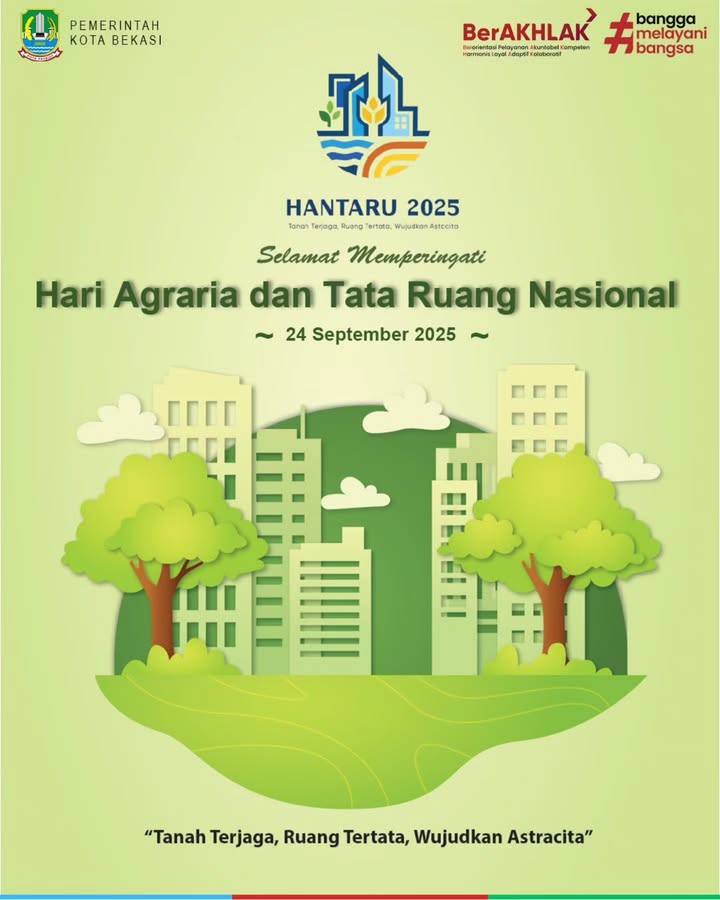 PEMERINTAH
KOTA BEKASI
BerAKHLAK
Berorientasi Pelayanan Akuntabel Kompeten
Harmonis Loyal Adaptif Kolaboratif
#bangga
melayani
bangsa
HANTARU 2025
Tanah Terjaga, Ruang Tertata, Wujudkan Astacita
Selamat Memperingati
Hari Agraria dan Tata Ruang Nasional
~ 24 September 2025 ~
“Tanah Terjaga, Ruang Tertata, Wujudkan Astracita”